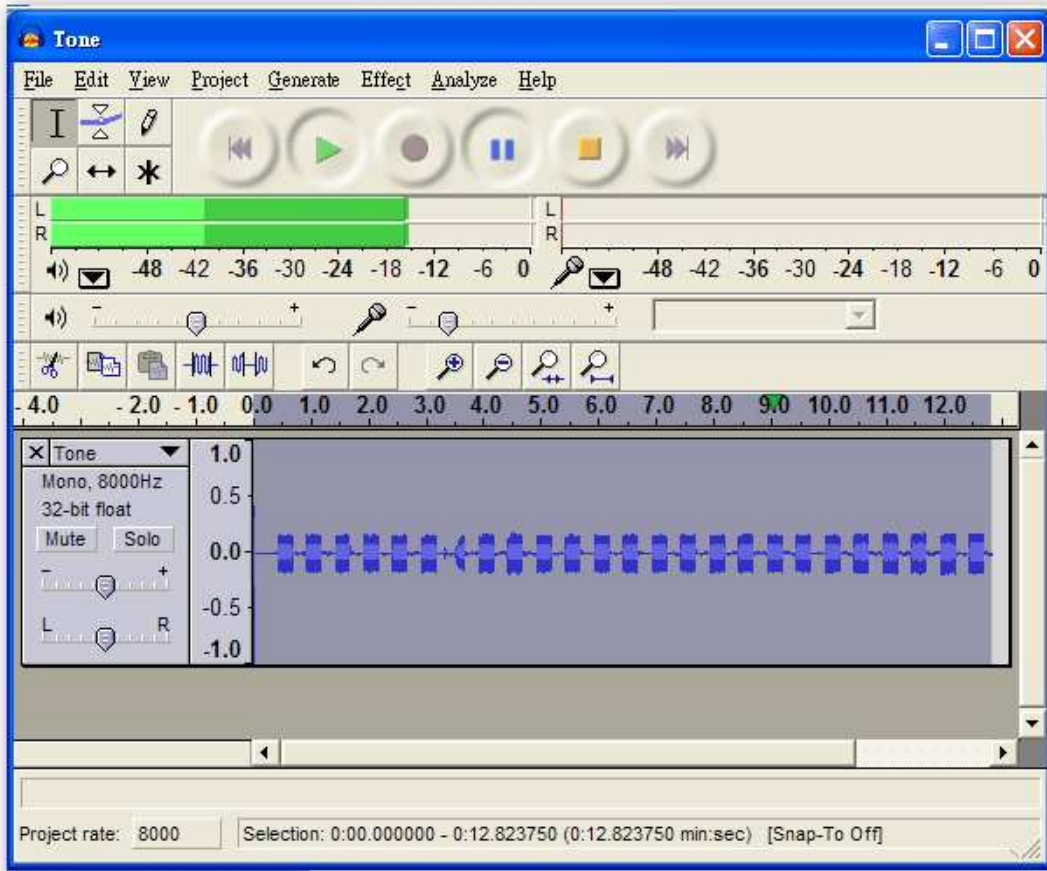 Tone
File Edit View Project Generate Effect Analyze Help
L L
R R
-48 -42 -36 -30 -24 -18 -12 -6 0 -48 -42 -36 -30 -24 -18 -12 -6 0
- + - +
- 4.0 - 2.0 - 1.0 0.0 1.0 2.0 3.0 4.0 5.0 6.0 7.0 8.0 9.0 10.0 11.0 12.0
Tone 1.0
Mono, 8000Hz
32-bit float 0.5
Mute Solo
0.0
- +
L R -0.5
-1.0
Project rate: 8000 Selection: 0:00.000000 - 0:12.823750 (0:12.823750 min:sec) [Snap-To Off]